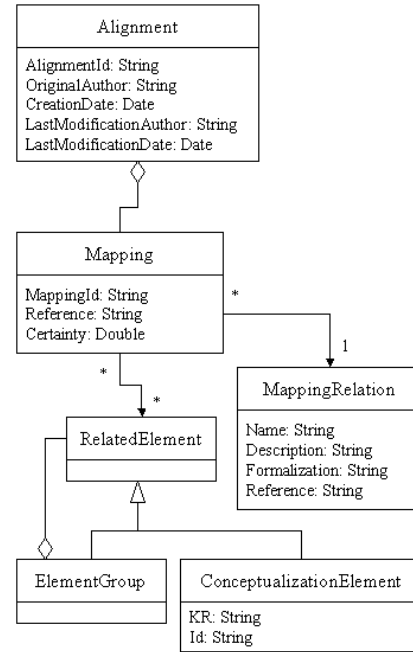 Alignment
AlignmentId: String
OriginalAuthor: String
CreationDate: Date
LastModificationAuthor: String
LastModificationDate: Date
Mapping
MappingId: String
Reference: String
Certainty: Double
*
1
*
*
MappingRelation
Name: String
Description: String
Formalization: String
Reference: String
RelatedElement
ElementGroup
ConceptualizationElement
KR: String
Id: String